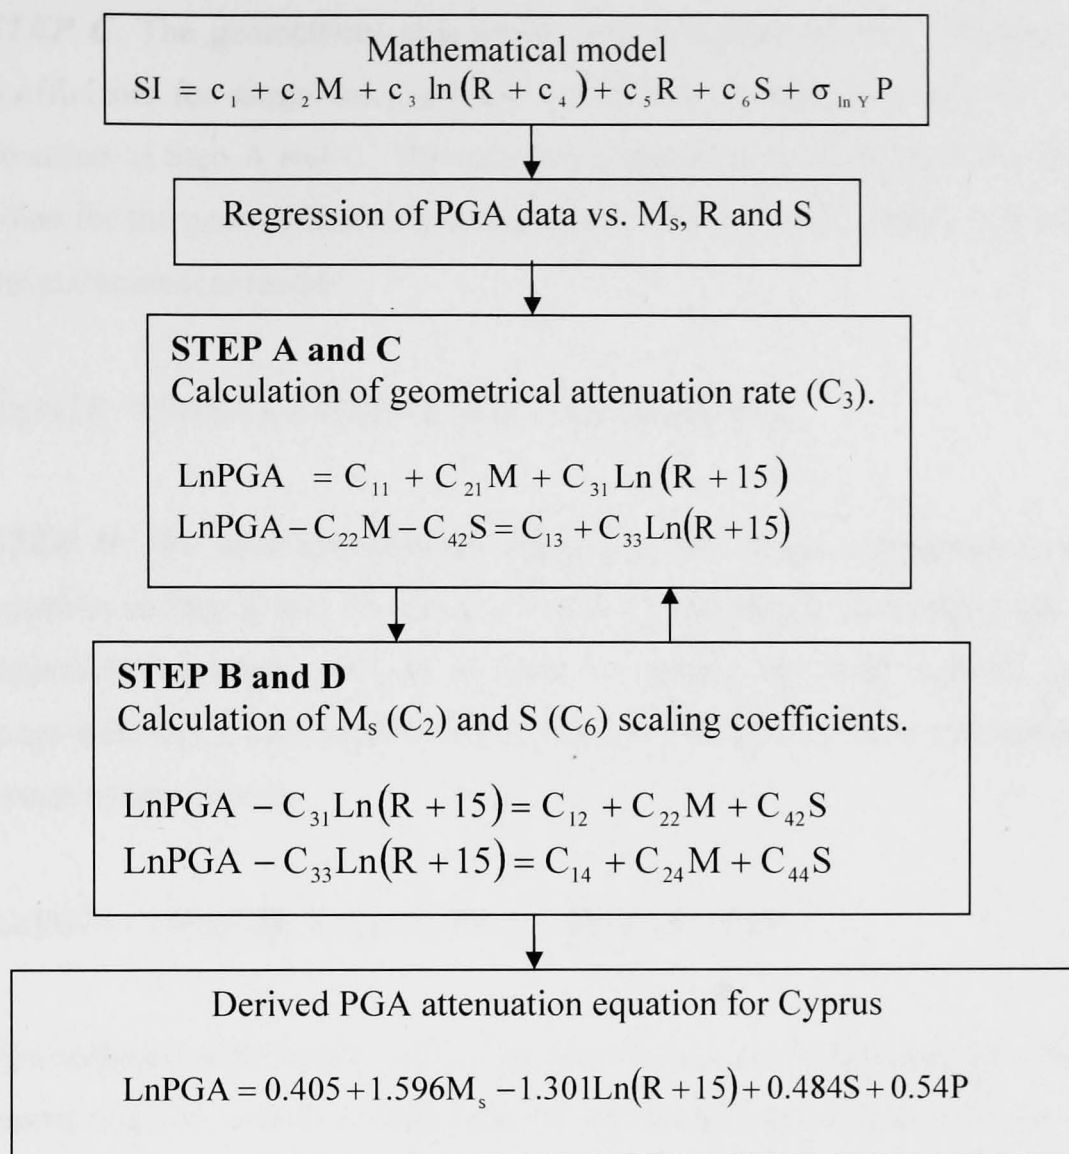 Mathematical model
SI = c₁ + c₂M + c₃ ln(R + c₄) + c₅R + c₆S + σ_ln Y P
Regression of PGA data vs. Mₛ, R and S
STEP A and C
Calculation of geometrical attenuation rate (C₃).
LnPGA = C₁₁ + C₂₁M + C₃₁Ln(R + 15)
LnPGA − C₂₂M − C₄₂S = C₁₃ + C₃₃Ln(R + 15)
STEP B and D
Calculation of Mₛ (C₂) and S (C₆) scaling coefficients.
LnPGA − C₃₁Ln(R + 15) = C₁₂ + C₂₂M + C₄₂S
LnPGA − C₃₃Ln(R + 15) = C₁₄ + C₂₄M + C₄₄S
Derived PGA attenuation equation for Cyprus
LnPGA = 0.405 + 1.596Mₛ − 1.301Ln(R + 15) + 0.484S + 0.54P